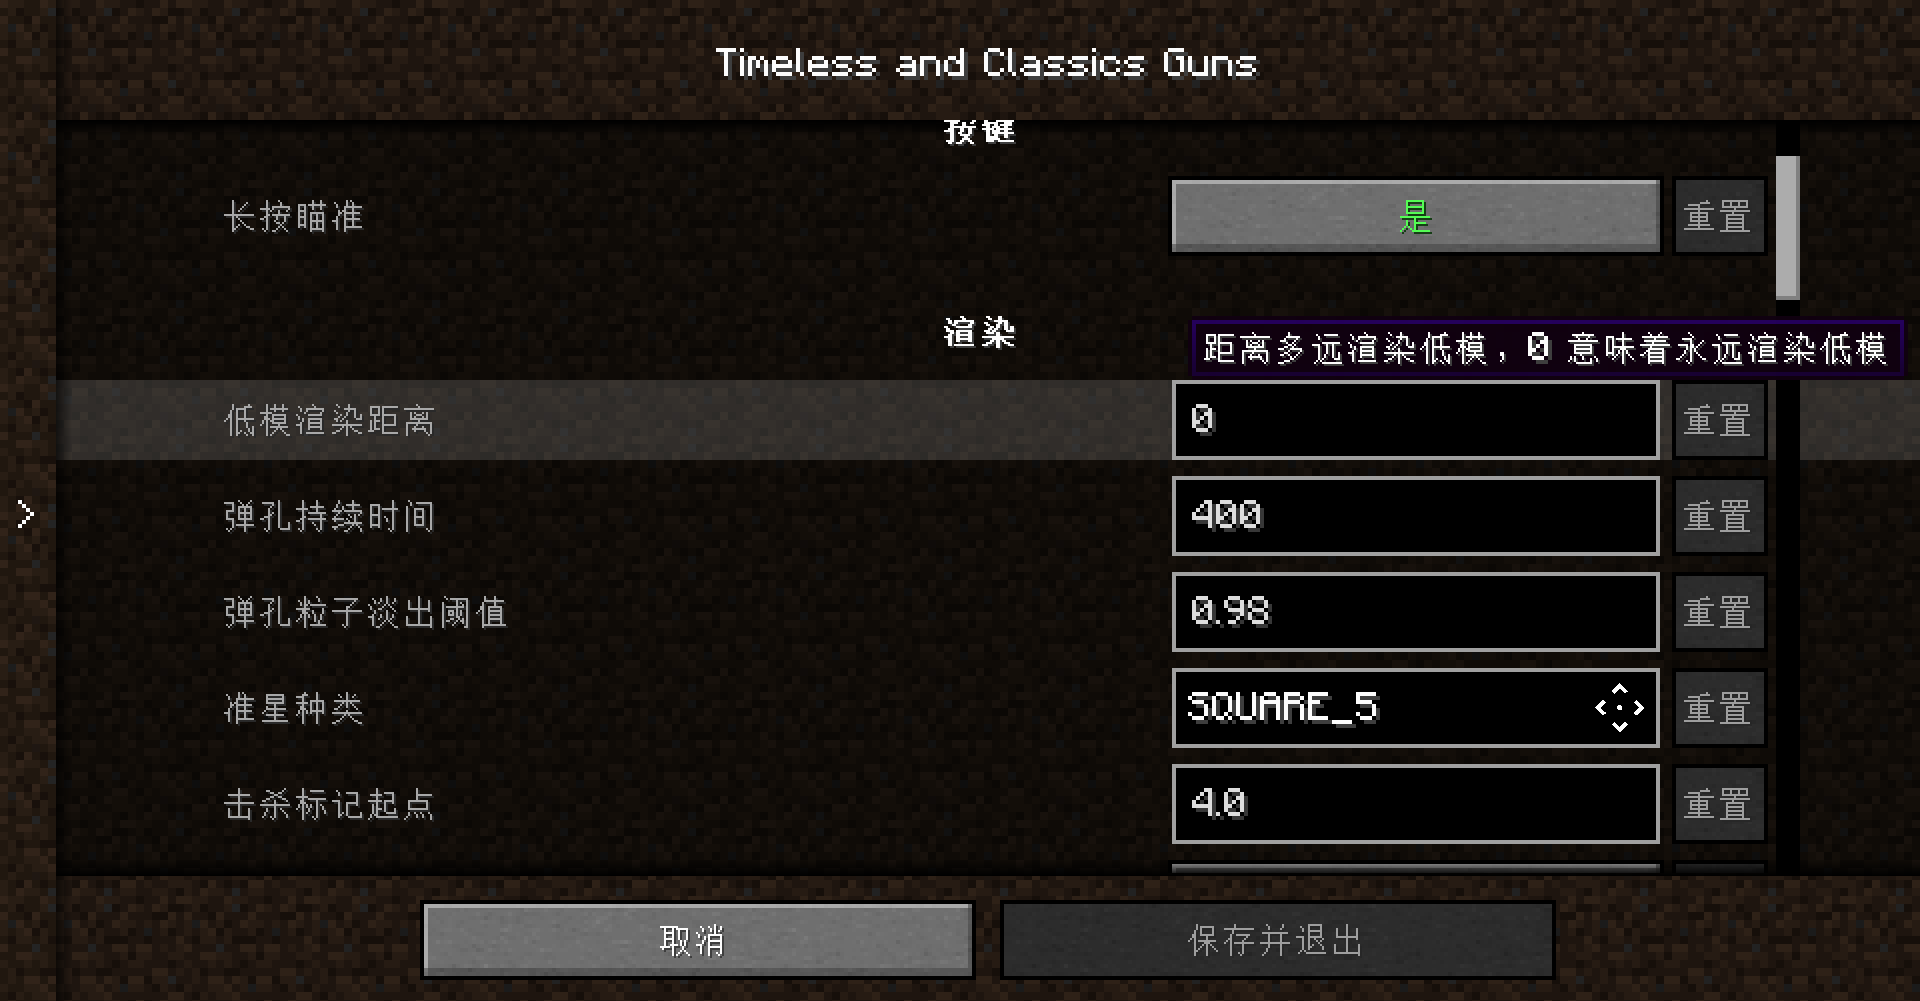 Timeless and Classics Guns
按键
长按瞄准 是 重置
渲染
距离多远渲染低模，0 意味着永远渲染低模
低模渲染距离 0 重置
弹孔持续时间 400 重置
弹孔粒子淡出阈值 0.98 重置
准星种类 SQUARE_5 重置
击杀标记起点 4.0 重置
取消 保存并退出